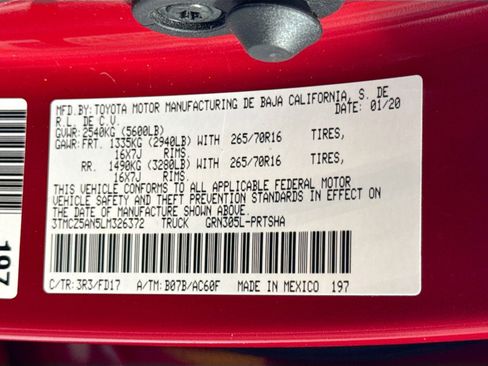 MFD.BY:TOYOTA MOTOR MANUFACTURING DE BAJA CALIFORNIA, S. DE
R.L. DE C.V. DATE: 01/20
GVWR:2540KG (5600LB)
GAWR:FRT. 1335KG (2940LB) WITH 265/70R16 TIRES,
16X7J RIMS,
RR. 1490KG (3280LB) WITH 265/70R16 TIRES,
16X7J RIMS.
THIS VEHICLE CONFORMS TO ALL APPLICABLE FEDERAL MOTOR
VEHICLE SAFETY AND THEFT PREVENTION STANDARDS IN EFFECT ON
THE DATE OF MANUFACTURE SHOWN ABOVE.
3TMCZ5AN5LM326372 TRUCK GRN305L-PRTSHA
C/TR:3R3/FD17 A/TM:B07B/AC60F MADE IN MEXICO 197
197